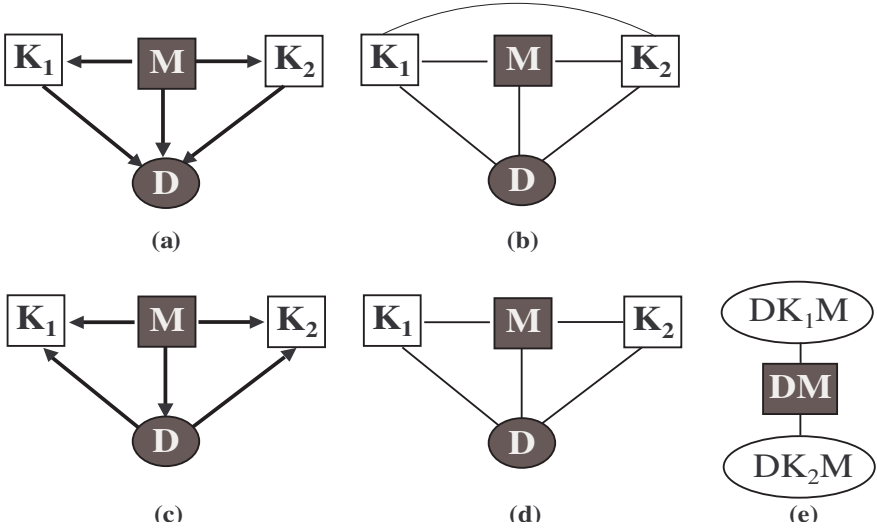 K₁ M K₂ K₁ M K₂
D D
(a) (b)
K₁ M K₂ K₁ M K₂ DK₁M
DM
D D DK₂M
(c) (d) (e)